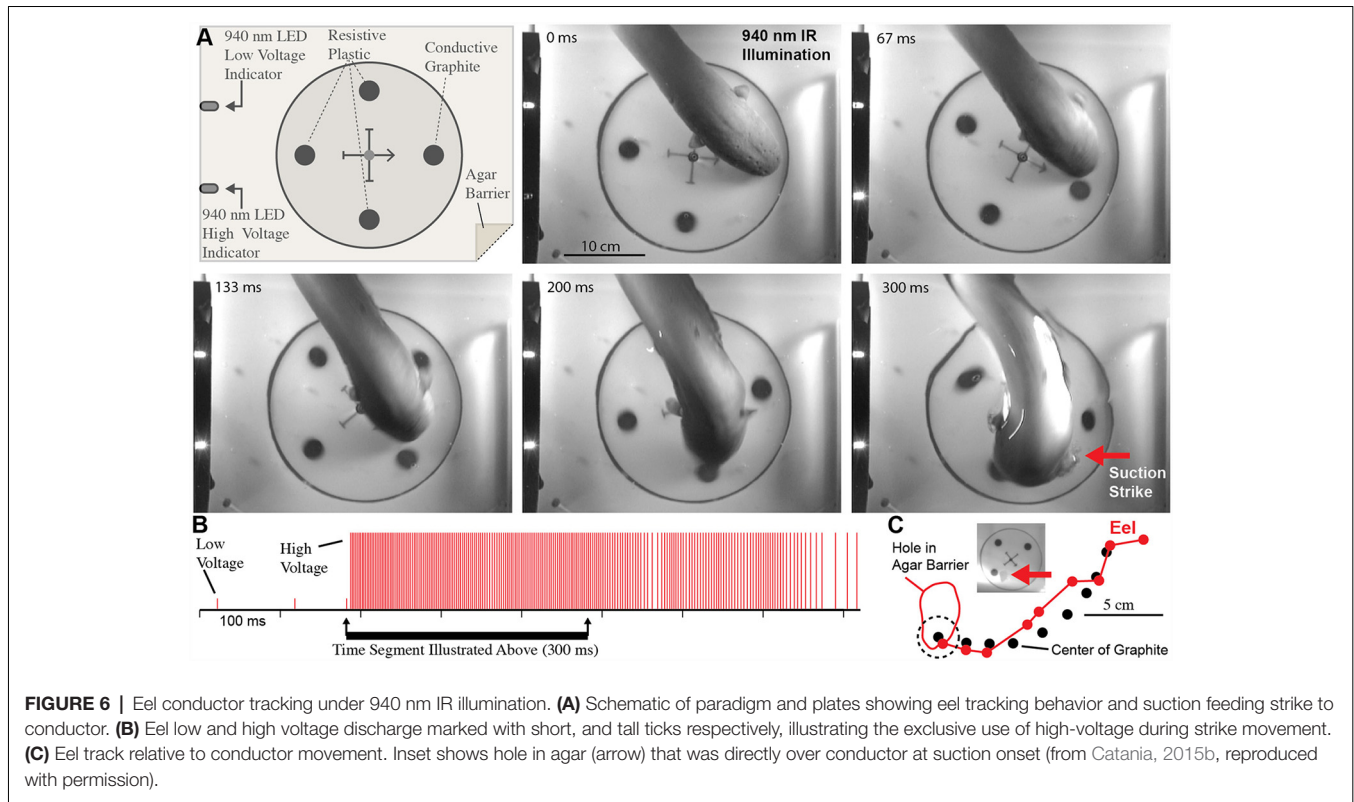 A
940 nm LED
Low Voltage
Indicator
Resistive
Plastic
Conductive
Graphite
Agar
Barrier
940 nm LED
High Voltage
Indicator
0 ms
940 nm IR
Illumination
10 cm
67 ms
133 ms
200 ms
300 ms
Suction
Strike
B
Low
Voltage
High
Voltage
100 ms
Time Segment Illustrated Above (300 ms)
C
Hole in
Agar Barrier
Eel
5 cm
Center of Graphite
FIGURE 6 | Eel conductor tracking under 940 nm IR illumination. (A) Schematic of paradigm and plates showing eel tracking behavior and suction feeding strike to
conductor. (B) Eel low and high voltage discharge marked with short, and tall ticks respectively, illustrating the exclusive use of high-voltage during strike movement.
(C) Eel track relative to conductor movement. Inset shows hole in agar (arrow) that was directly over conductor at suction onset (from Catania, 2015b, reproduced
with permission).